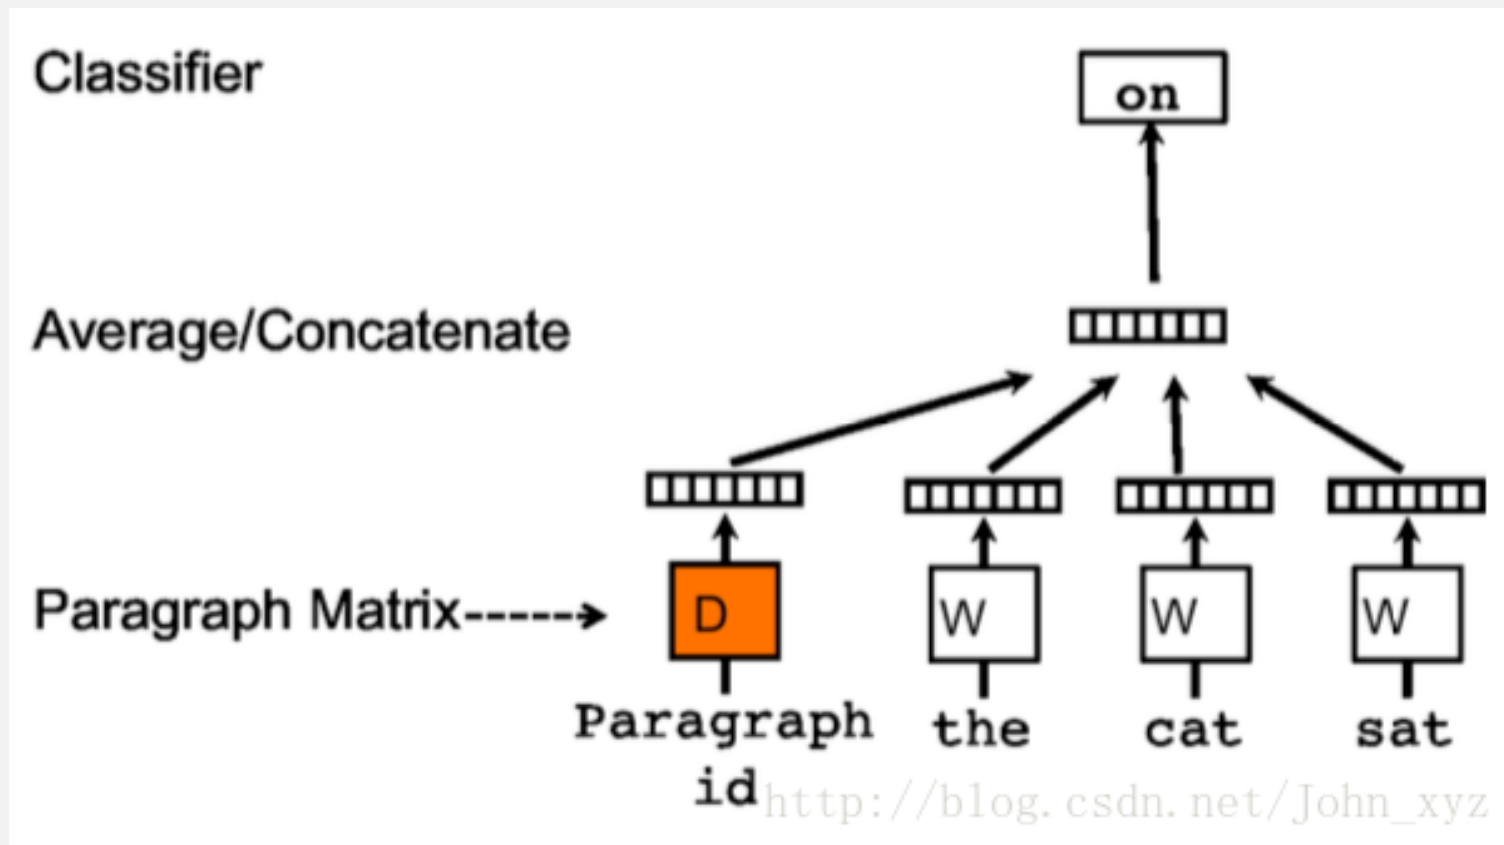 Classifier
on
Average/Concatenate
Paragraph Matrix----->
D
W
W
W
Paragraph
id
the
cat
sat
http://blog.csdn.net/John_xyz